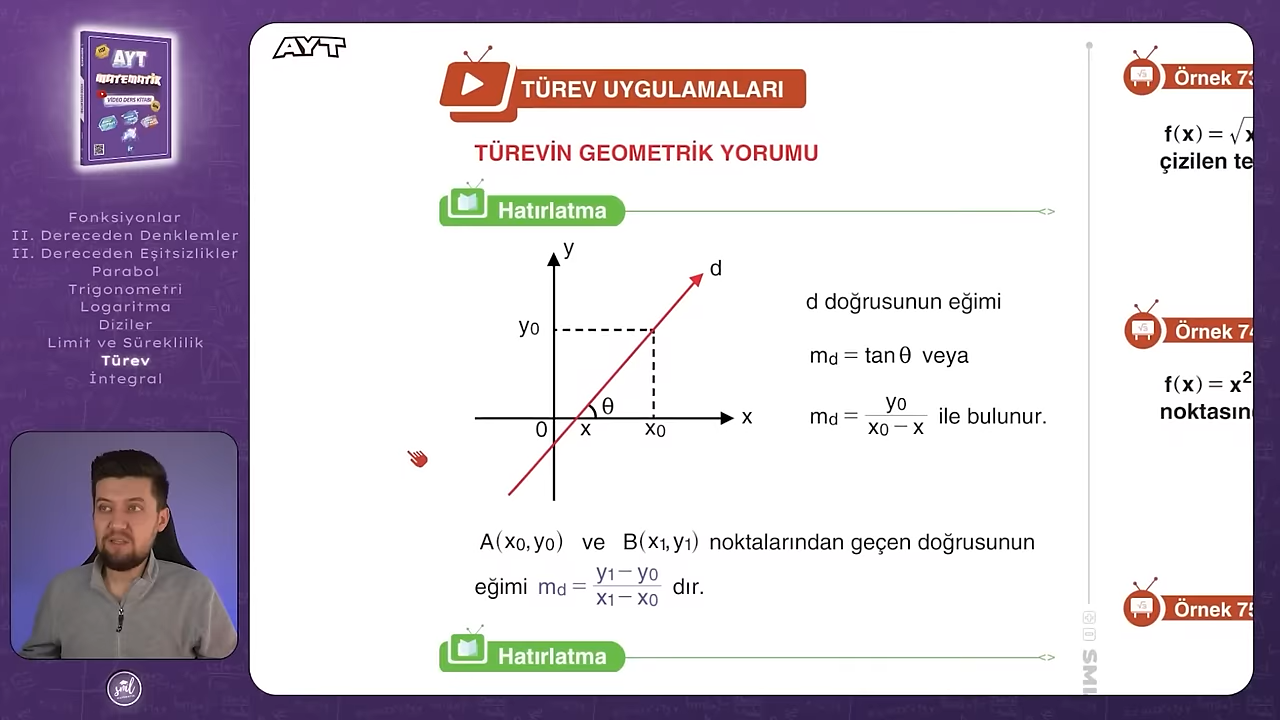 AYT
MATEMATİK
VİDEO DERS KİTABI
Fonksiyonlar
II. Dereceden Denklemler
II. Dereceden Eşitsizlikler
Parabol
Trigonometri
Logaritma
Diziler
Limit ve Süreklilik
Türev
İntegral
sml
AYT
TÜREV UYGULAMALARI
TÜREVİN GEOMETRİK YORUMU
Hatırlatma
y
d
y0
θ
0
x
x0
x
d doğrusunun eğimi
md = tan θ veya
md = y0 / (x0 − x) ile bulunur.
A(x0, y0) ve B(x1, y1) noktalarından geçen doğrusunun
eğimi md = (y1 − y0) / (x1 − x0) dır.
Hatırlatma
SML
Örnek 73
f(x) = √x
çizilen te
Örnek 74
f(x) = x2
noktasın
Örnek 75